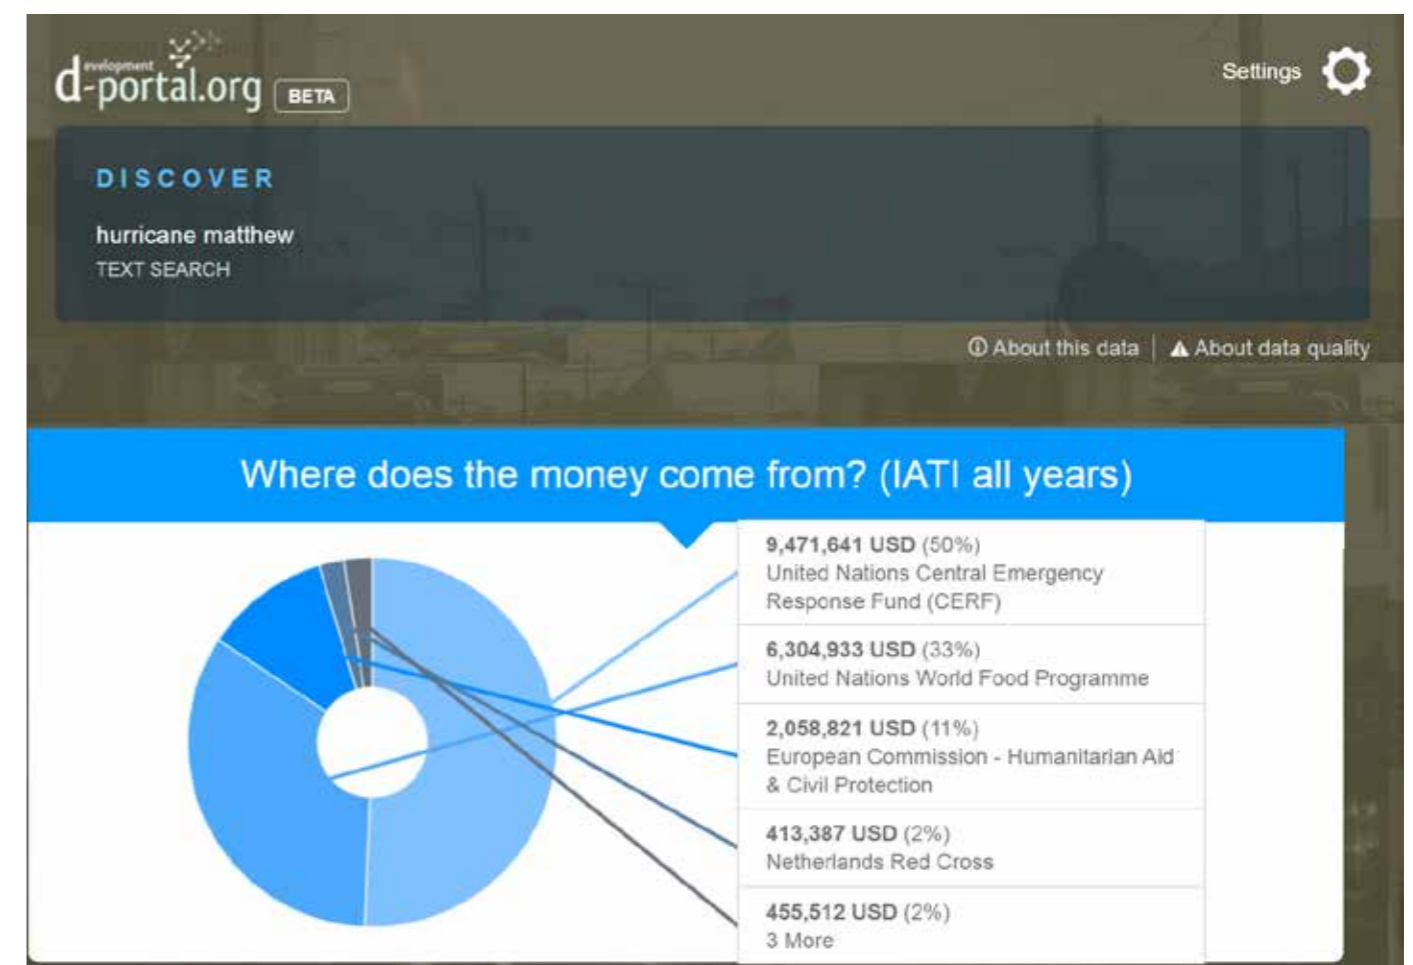 development
d-portal.org BETA
Settings
DISCOVER
hurricane matthew
TEXT SEARCH
About this data | About data quality
Where does the money come from? (IATI all years)
9,471,641 USD (50%)
United Nations Central Emergency
Response Fund (CERF)
6,304,933 USD (33%)
United Nations World Food Programme
2,058,821 USD (11%)
European Commission - Humanitarian Aid
& Civil Protection
413,387 USD (2%)
Netherlands Red Cross
455,512 USD (2%)
3 More